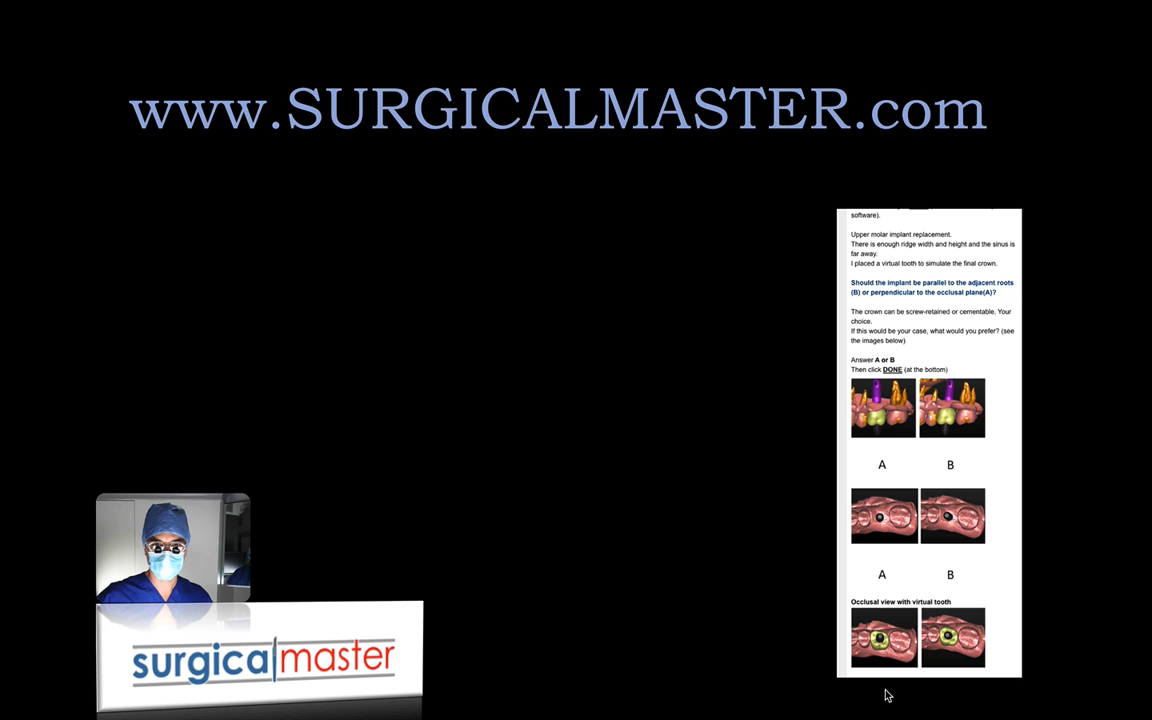 www.SURGICALMASTER.com
software).
Upper molar implant replacement.
There is enough ridge width and height and the sinus is
far away.
I placed a virtual tooth to simulate the final crown.
Should the implant be parallel to the adjacent roots
(B) or perpendicular to the occlusal plane(A)?
The crown can be screw-retained or cementable. Your
choice.
If this would be your case, what would you prefer? (see
the images below)
Answer A or B
Then click DONE (at the bottom)
A B
A B
Occlusal view with virtual tooth
surgical master